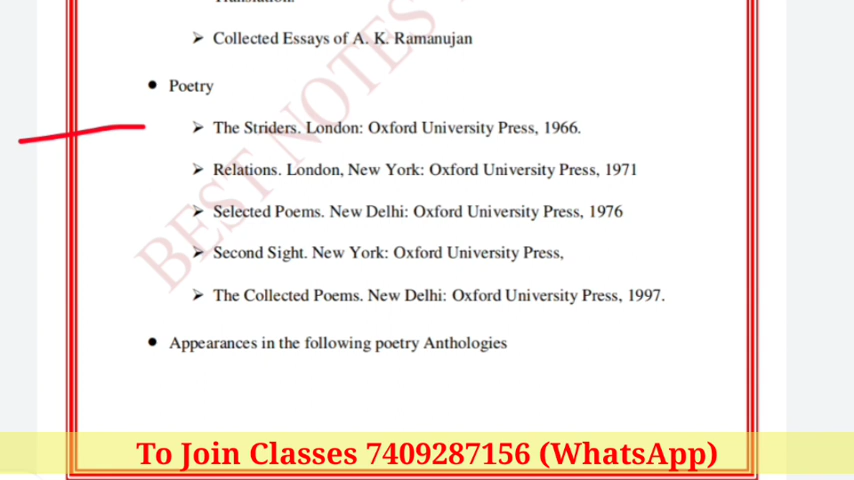 Collected Essays of A. K. Ramanujan
Poetry
The Striders. London: Oxford University Press, 1966.
Relations. London, New York: Oxford University Press, 1971
Selected Poems. New Delhi: Oxford University Press, 1976
Second Sight. New York: Oxford University Press,
The Collected Poems. New Delhi: Oxford University Press, 1997.
Appearances in the following poetry Anthologies
BEST NOTES
To Join Classes 7409287156 (WhatsApp)